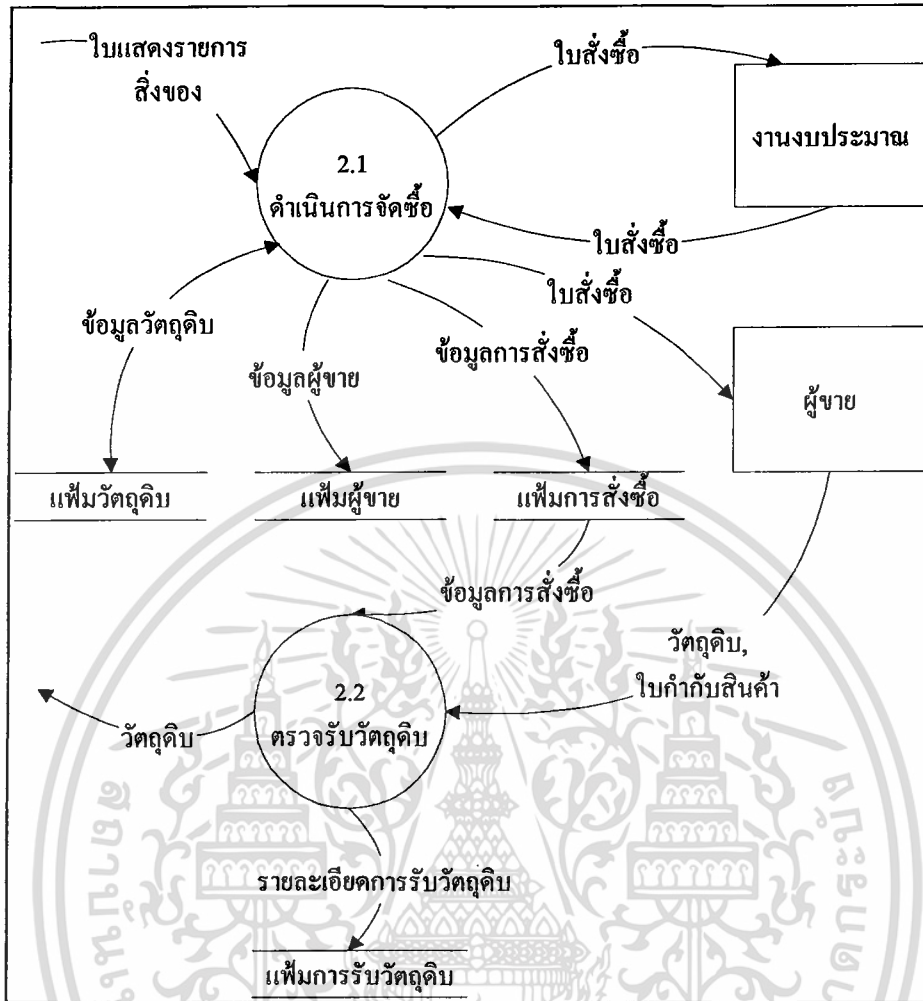 ใบแสดงรายการ
สิ่งของ
ใบสั่งซื้อ
งานงบประมาณ
2.1
ดำเนินการจัดซื้อ
ใบสั่งซื้อ
ใบสั่งซื้อ
ข้อมูลวัตถุดิบ
ข้อมูลผู้ขาย
ข้อมูลการสั่งซื้อ
ผู้ขาย
แฟ้มวัตถุดิบ
แฟ้มผู้ขาย
แฟ้มการสั่งซื้อ
ข้อมูลการสั่งซื้อ
วัตถุดิบ,
ใบกำกับสินค้า
2.2
ตรวจรับวัตถุดิบ
วัตถุดิบ
รายละเอียดการรับวัตถุดิบ
แฟ้มการรับวัตถุดิบ